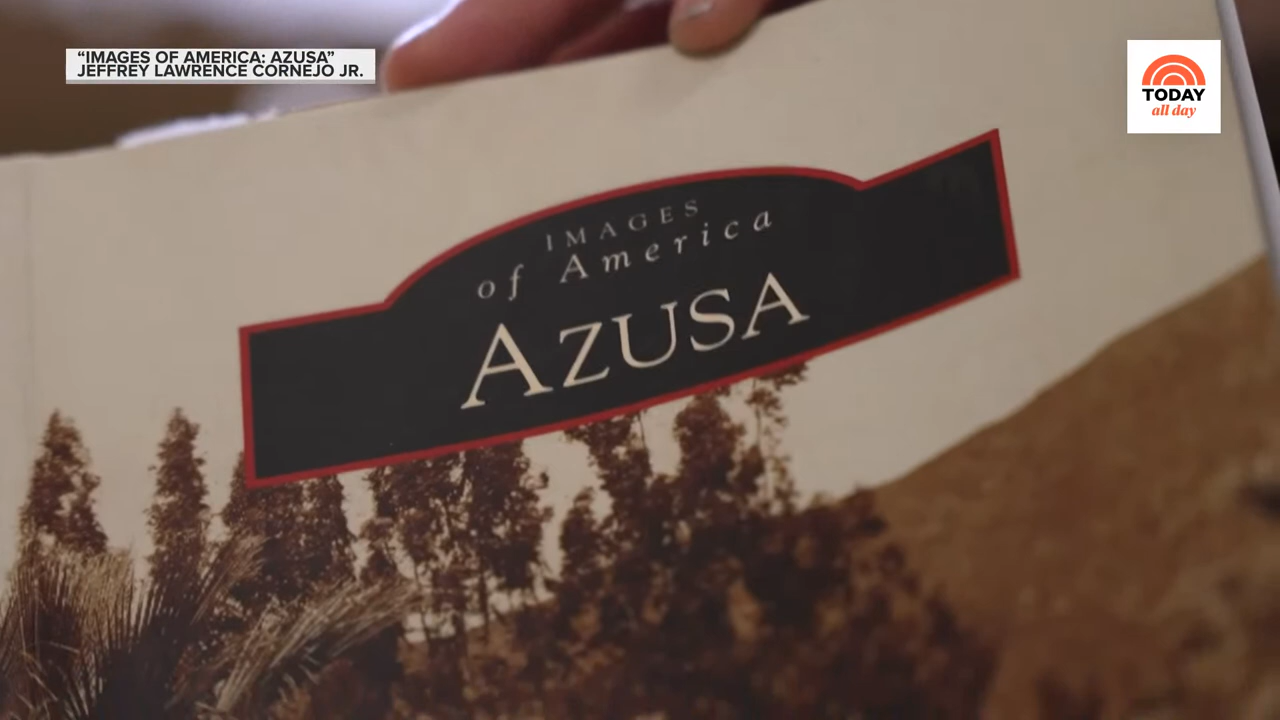 “IMAGES OF AMERICA: AZUSA”
JEFFREY LAWRENCE CORNEJO JR.
TODAY
all day
IMAGES
of America
AZUSA